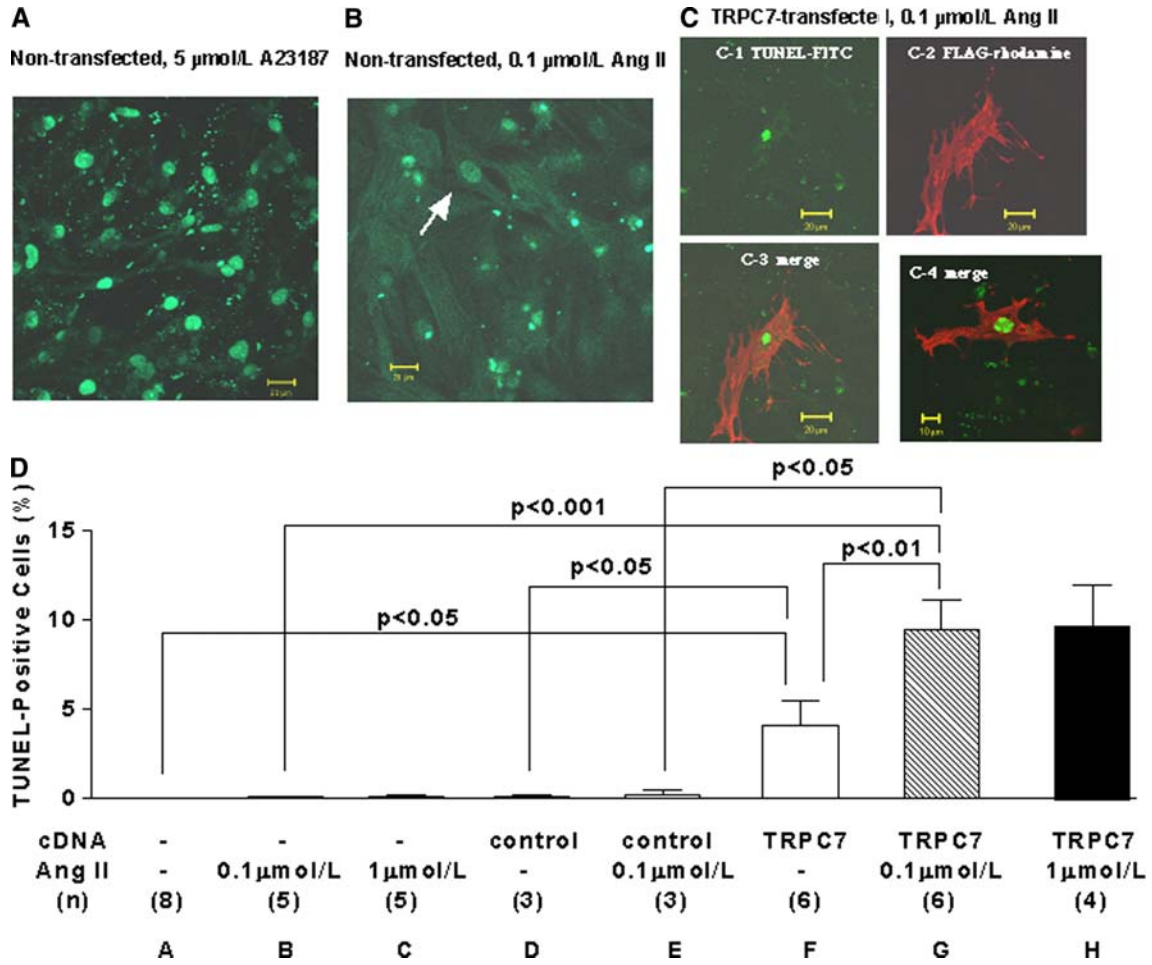 A
Non-transfected, 5 μmol/L A23187
20 μm
B
Non-transfected, 0.1 μmol/L Ang II
20 μm
C TRPC7-transfecte l, 0.1 μmol/L Ang II
C-1 TUNEL-FITC
20 μm
C-2 FLAG-rhodamine
20 μm
C-3 merge
20 μm
C-4 merge
10 μm
D
TUNEL-Positive Cells (%)
15
10
5
0
p<0.05
p<0.001
p<0.01
p<0.05
p<0.05
cDNA - - - control control TRPC7 TRPC7 TRPC7
Ang II - 0.1μmol/L 1μmol/L - 0.1μmol/L - 0.1μmol/L 1μmol/L
(n) (8) (5) (5) (3) (3) (6) (6) (4)
A B C D E F G H